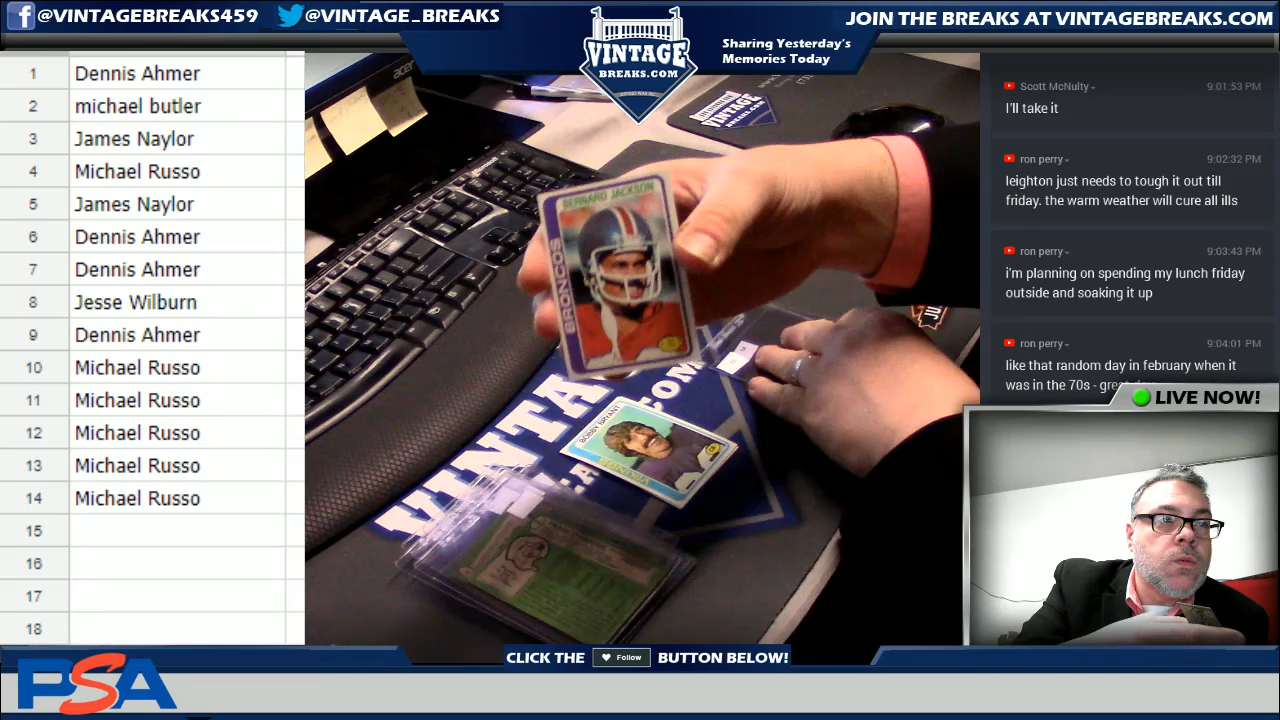 @VINTAGEBREAKS459
@VINTAGE_BREAKS
VINTAGE
BREAKS.COM
Sharing Yesterday's
Memories Today
JOIN THE BREAKS AT VINTAGEBREAKS.COM
1 Dennis Ahmer
2 michael butler
3 James Naylor
4 Michael Russo
5 James Naylor
6 Dennis Ahmer
7 Dennis Ahmer
8 Jesse Wilburn
9 Dennis Ahmer
10 Michael Russo
11 Michael Russo
12 Michael Russo
13 Michael Russo
14 Michael Russo
15
16
17
18
acer
VINTAGE
BERNARD JACKSON
BRONCOS
BOBBY BRYANT
VIKINGS
VINTA
.COM
Scott McNulty 9:01:53 PM
I'll take it
ron perry 9:02:32 PM
leighton just needs to tough it out till
friday. the warm weather will cure all ills
ron perry 9:03:43 PM
i'm planning on spending my lunch friday
outside and soaking it up
ron perry 9:04:01 PM
like that random day in february when it
was in the 70s -
LIVE NOW!
CLICK THE Follow BUTTON BELOW!
PSA